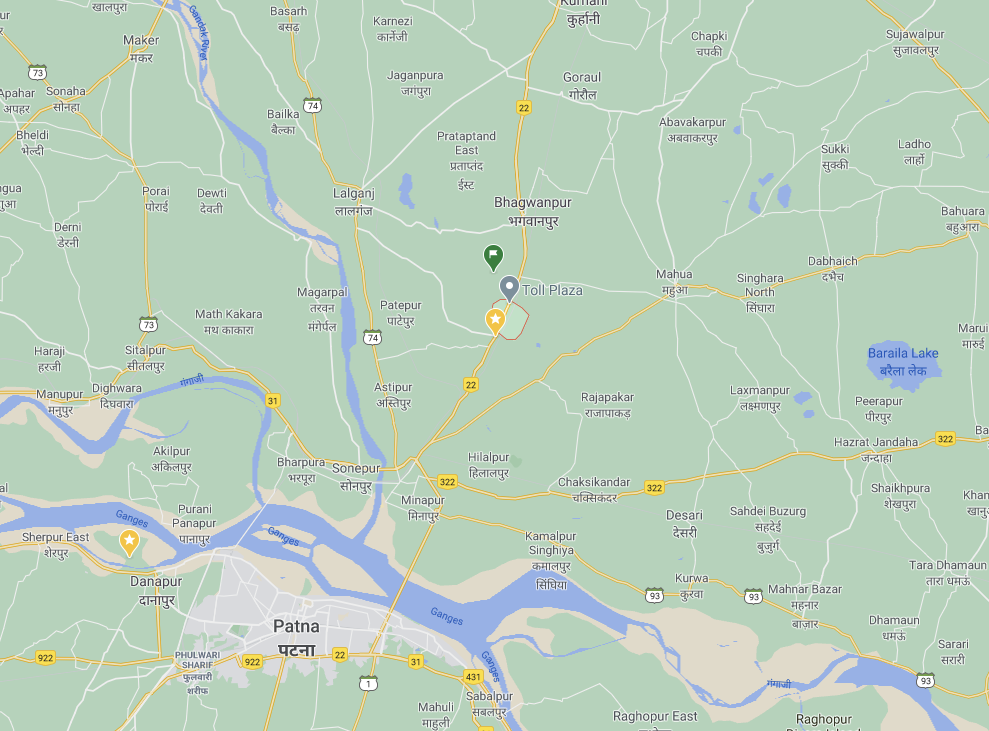 खालपुरा
Basarh
बसढ़
Karnezi
कार्नेजी
कुर्हानी
Chapki
चपकी
Sujawalpur
सुजावलपुर
Gandak River
Maker
मकर
73
Jaganpura
जगंपुरा
Goraul
गोरौल
Apahar
अपहर
Sonaha
सोनहा
74
22
Bailka
बैल्का
Abavakarpur
अबवाकरपुर
Bheldi
भेल्दी
Prataptand
East
प्रताप्तंद
ईस्ट
Sukki
सुक्की
Ladho
लार्हो
Porai
पोराई
Dewti
देवती
Lalganj
लालगंज
Bhagwanpur
भगवानपुर
Bahuara
बहुआरा
Derni
डेरनी
Dabhaich
दभैच
Mahua
महुआ
Singhara
North
सिंघारा
Toll Plaza
Magarpal
तरवन
मंगेर्पल
Patepur
पाटेपुर
Math Kakara
मथ काकारा
73
74
Haraji
हरजी
Sitalpur
सीतलपुर
Baraila Lake
बरैला लेक
Manupur
मनुपुर
Dighwara
दिघवारा
गंगाजी
31
22
Astipur
अस्तिपुर
Rajapakar
राजापाकड़
Laxmanpur
लक्ष्मणपुर
Peerapur
पीरपुर
Akilpur
अकिलपुर
Bharpura
भरपूरा
Sonepur
सोनपुर
Hilalpur
हिलालपुर
Hazrat Jandaha
जन्दाहा
322
322
322
Chaksikandar
चक्सिकंदर
Minapur
मिनापुर
Shaikhpura
शेखपुरा
Ganges
Purani
Panapur
पानापुर
Ganges
Desari
देसरी
Sahdei Buzurg
सहदेई
बुजुर्ग
Sherpur East
शेरपुर
Kamalpur
Singhiya
कमालपुर
सिंघिया
Danapur
दानापुर
Kurwa
कुरवा
93
93
Mahnar Bazar
महनार
बाज़ार
Tara Dhamaun
तारा धमऊं
Ganges
Patna
पटना
Dhamaun
धमऊं
Sarari
सरारी
922
PHULWARI
SHARIF
फुलवारी
शरीफ
922
22
31
1
431
Ganges
गंगाजी
93
Sabalpur
सबलपुर
Mahuli
माहुली
Raghopur East
Raghopur